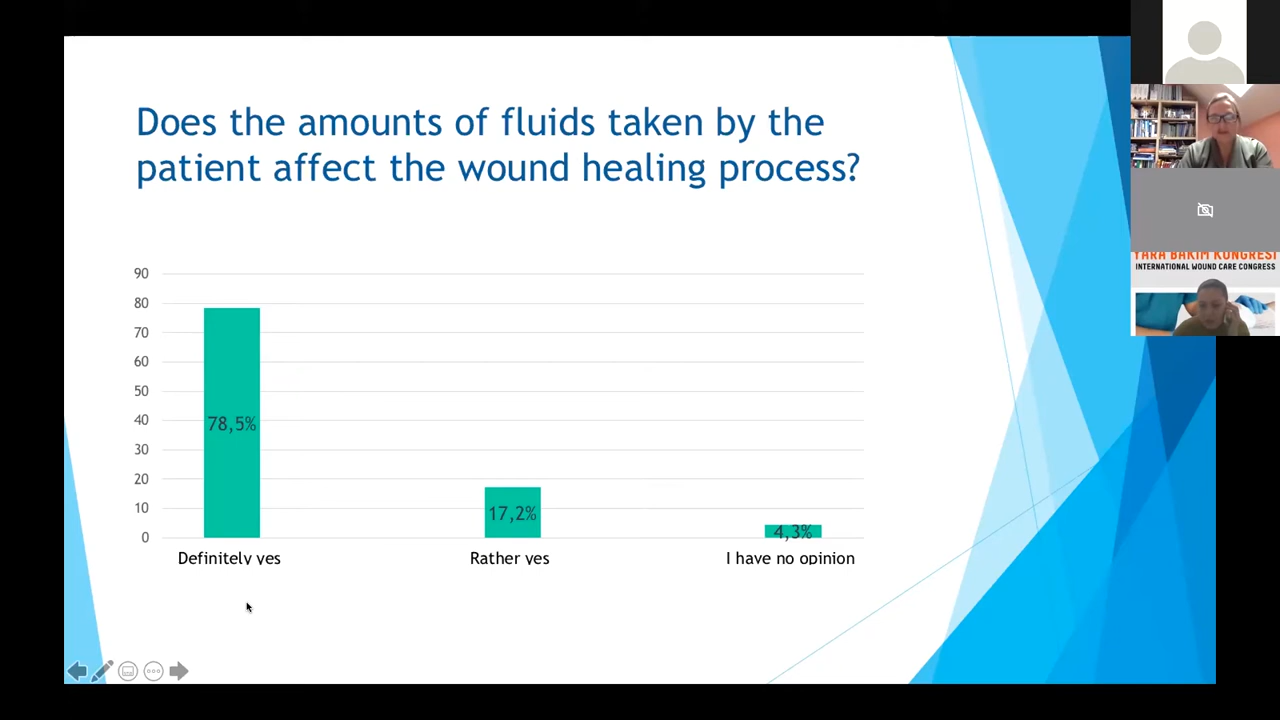 Does the amounts of fluids taken by the
patient affect the wound healing process?
90
80
70
60
50
40
30
20
10
0
78,5%
17,2%
4,3%
Definitely yes
Rather yes
I have no opinion
YARA BAKIM KONGRESİ
INTERNATIONAL WOUND CARE CONGRESS